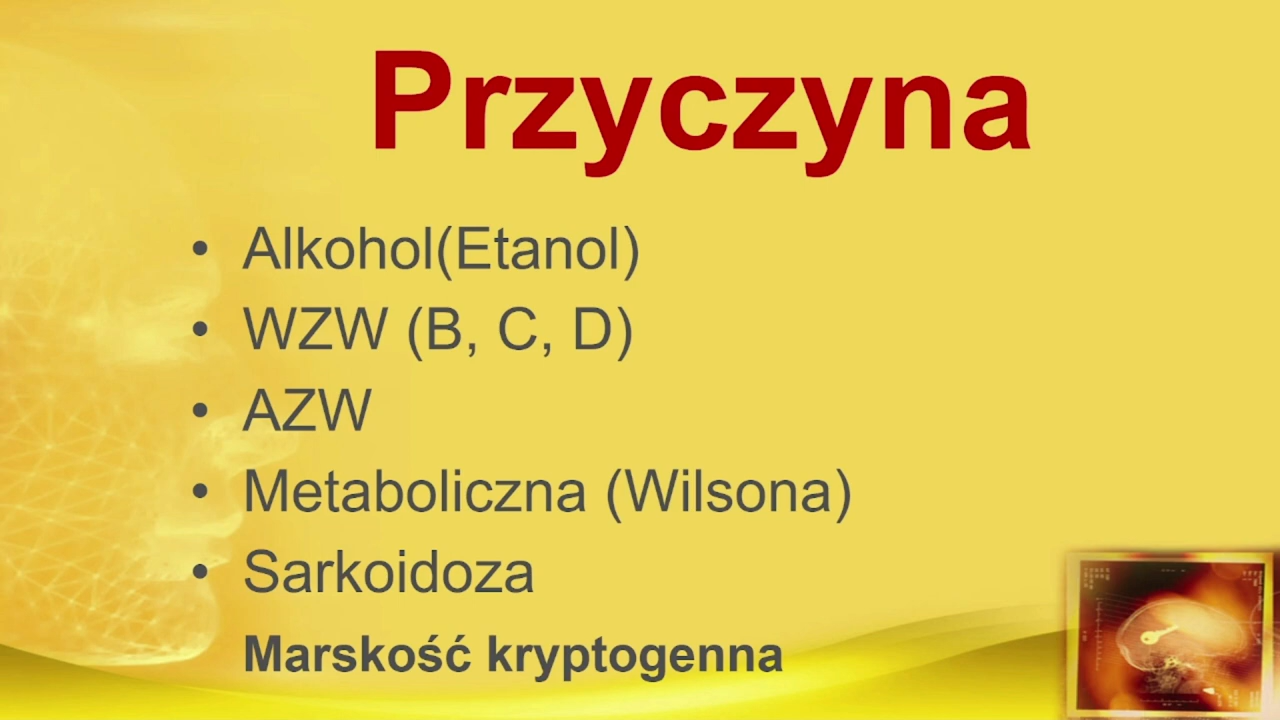 Przyczyna
• Alkohol(Etanol)
• WZW (B, C, D)
• AZW
• Metaboliczna (Wilsona)
• Sarkoidoza
Marskość kryptogenna